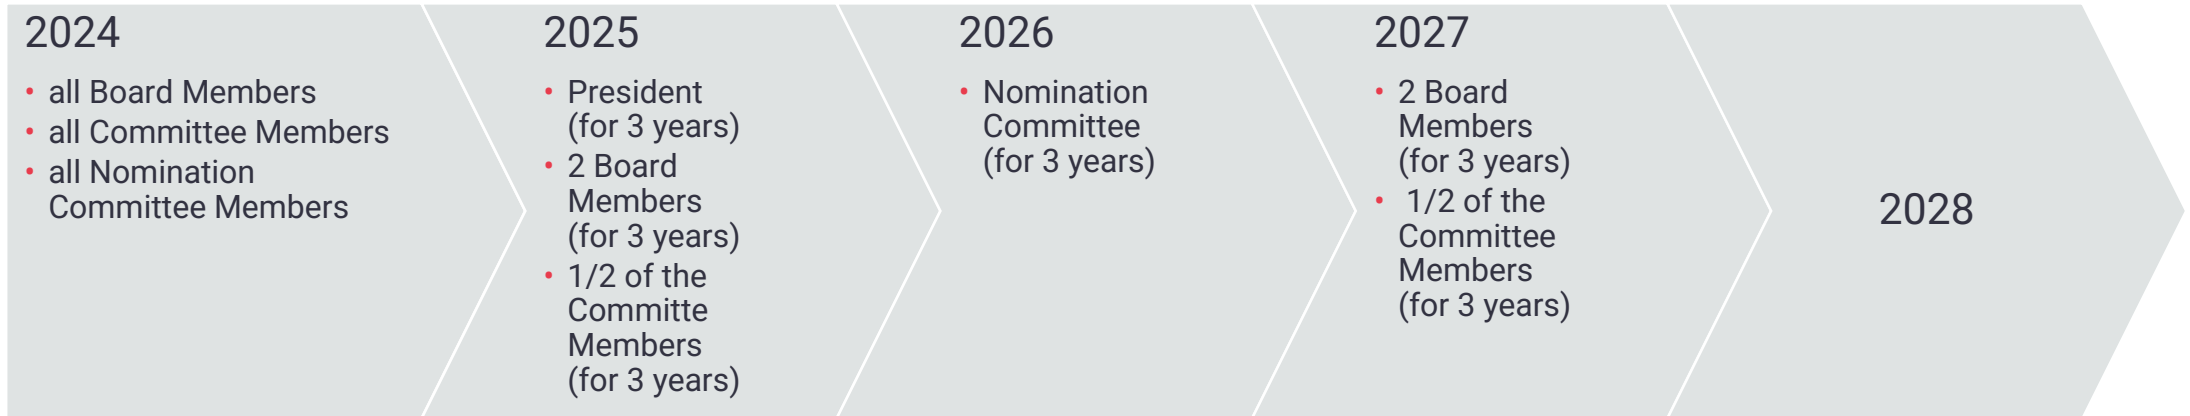 2024
• all Board Members
• all Committee Members
• all Nomination
Committee Members
2025
• President
(for 3 years)
• 2 Board
Members
(for 3 years)
• 1/2 of the
Committe
Members
(for 3 years)
2026
• Nomination
Committee
(for 3 years)
2027
• 2 Board
Members
(for 3 years)
• 1/2 of the
Committee
Members
(for 3 years)
2028